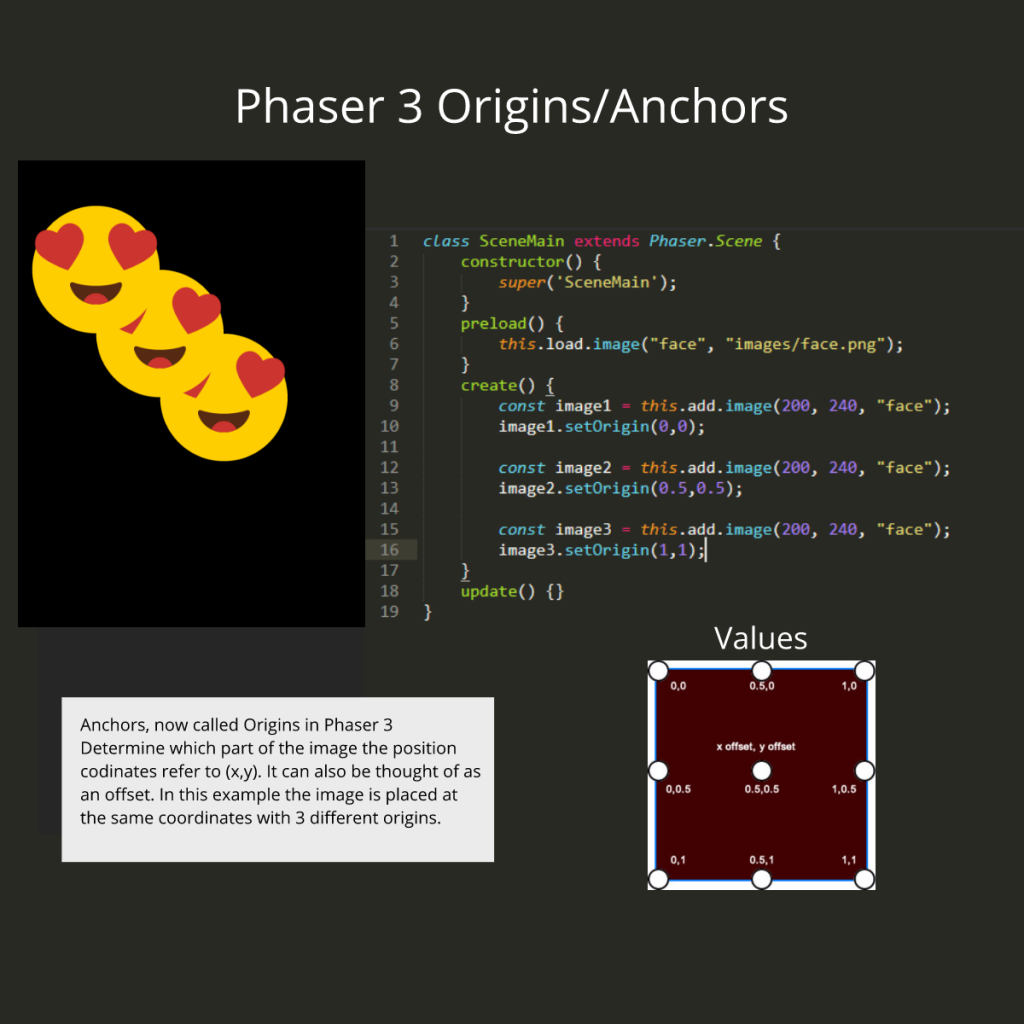 Phaser 3 Origins/Anchors
1 class SceneMain extends Phaser.Scene {
2 constructor() {
3 super('SceneMain');
4 }
5 preload() {
6 this.load.image("face", "images/face.png");
7 }
8 create() {
9 const image1 = this.add.image(200, 240, "face");
10 image1.setOrigin(0,0);
11
12 const image2 = this.add.image(200, 240, "face");
13 image2.setOrigin(0.5,0.5);
14
15 const image3 = this.add.image(200, 240, "face");
16 image3.setOrigin(1,1);
17 }
18 update() {}
19 }
Values
0,0 0.5,0 1,0
x offset, y offset
0,0.5 0.5,0.5 1,0.5
0,1 0.5,1 1,1
Anchors, now called Origins in Phaser 3
Determine which part of the image the position
codinates refer to (x,y). It can also be thought of as
an offset. In this example the image is placed at
the same coordinates with 3 different origins.